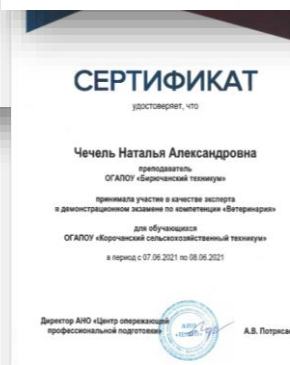 СЕРТИФИКАТ
удостоверяет, что
Чечель Наталья Александровна
преподаватель
ОГАПОУ «Бирючанский техникум»
принимала участие в качестве эксперта
в демонстрационном экзамене по компетенции «Ветеринария»
для обучающихся
ОГАПОУ «Корочанский сельскохозяйственный техникум»
в период с 07.06.2021 по 08.06.2021
Директор АНО «Центр опережающей
профессиональной подготовки»
А.В. Потрясае